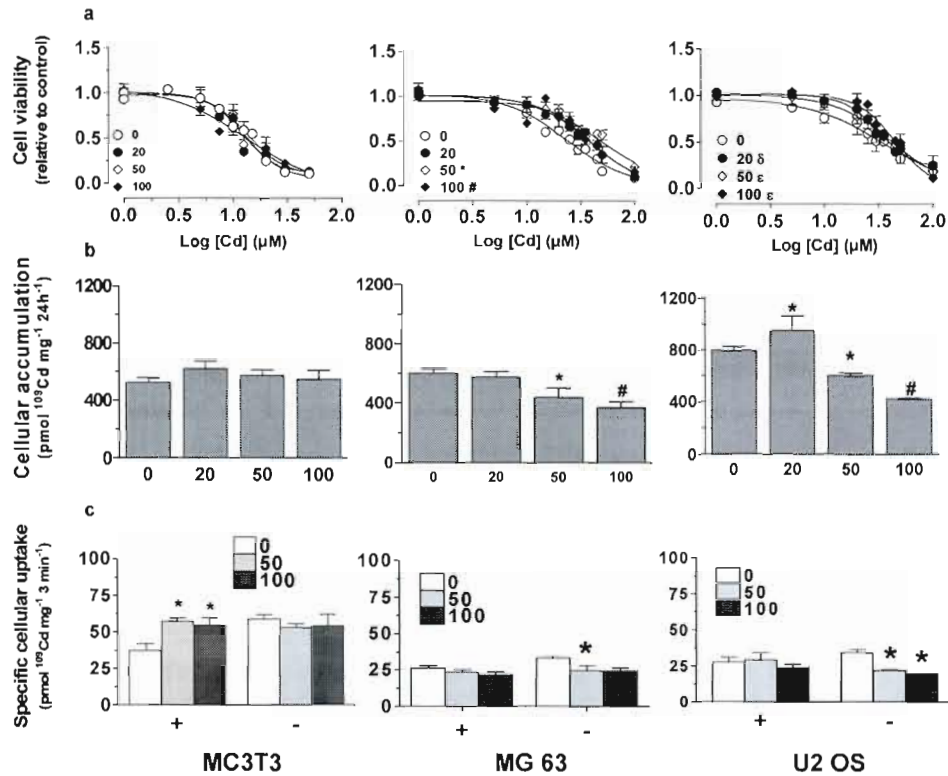 a
Cell viability
(relative to control)
1.5
1.0
0.5
0.0
0
20
50
100
0.0 0.5 1.0 1.5 2.0
Log [Cd] (µM)
1.5
1.0
0.5
0.0
0
20
50 *
100 #
0.0 0.5 1.0 1.5 2.0
Log [Cd] (µM)
1.5
1.0
0.5
0.0
0
20 δ
50 ε
100 ε
0.0 0.5 1.0 1.5 2.0
Log [Cd] (µM)
b
Cellular accumulation
(pmol ¹⁰⁹Cd mg⁻¹ 24h⁻¹)
1200
800
400
0
0 20 50 100
1200
800
400
0
* #
0 20 50 100
1200
800
400
0
* * #
0 20 50 100
c
Specific cellular uptake
(pmol ¹⁰⁹Cd mg⁻¹ 3 min⁻¹)
100
75
50
25
0
0
50
100
* *
+ -
MC3T3
100
75
50
25
0
0
50
100
*
+ -
MG 63
100
75
50
25
0
0
50
100
* *
+ -
U2 OS